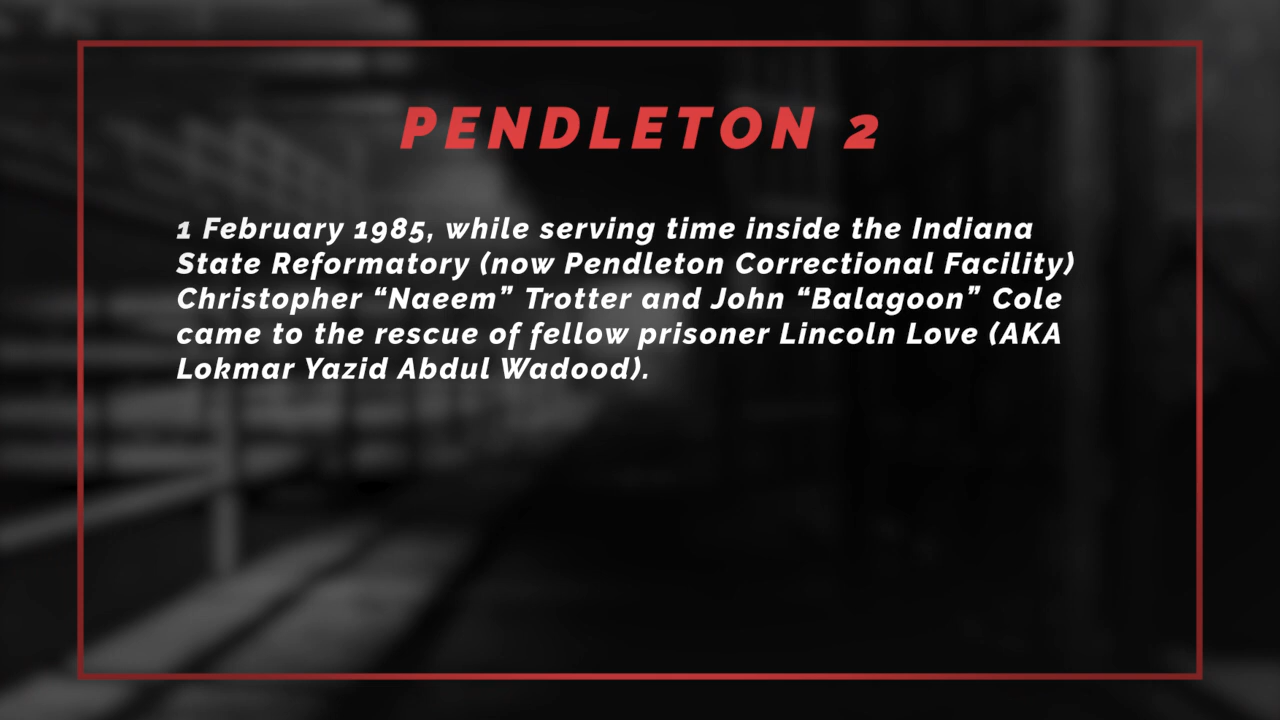 PENDLETON 2
1 February 1985, while serving time inside the Indiana
State Reformatory (now Pendleton Correctional Facility)
Christopher “Naeem” Trotter and John “Balagoon” Cole
came to the rescue of fellow prisoner Lincoln Love (AKA
Lokmar Yazid Abdul Wadood).